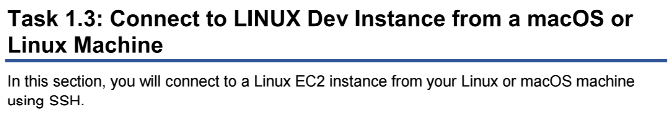 Task 1.3: Connect to LINUX Dev Instance from a macOS or
Linux Machine
In this section, you will connect to a Linux EC2 instance from your Linux or macOS machine
using SSH.